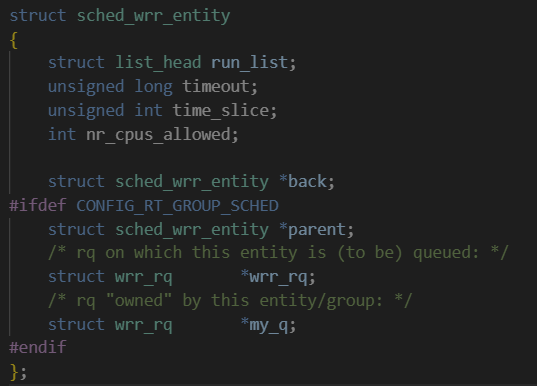 struct sched_wrr_entity
{
    struct list_head run_list;
    unsigned long timeout;
    unsigned int time_slice;
    int nr_cpus_allowed;

    struct sched_wrr_entity *back;
#ifdef CONFIG_RT_GROUP_SCHED
    struct sched_wrr_entity *parent;
    /* rq on which this entity is (to be) queued: */
    struct wrr_rq       *wrr_rq;
    /* rq "owned" by this entity/group: */
    struct wrr_rq       *my_q;
#endif
};